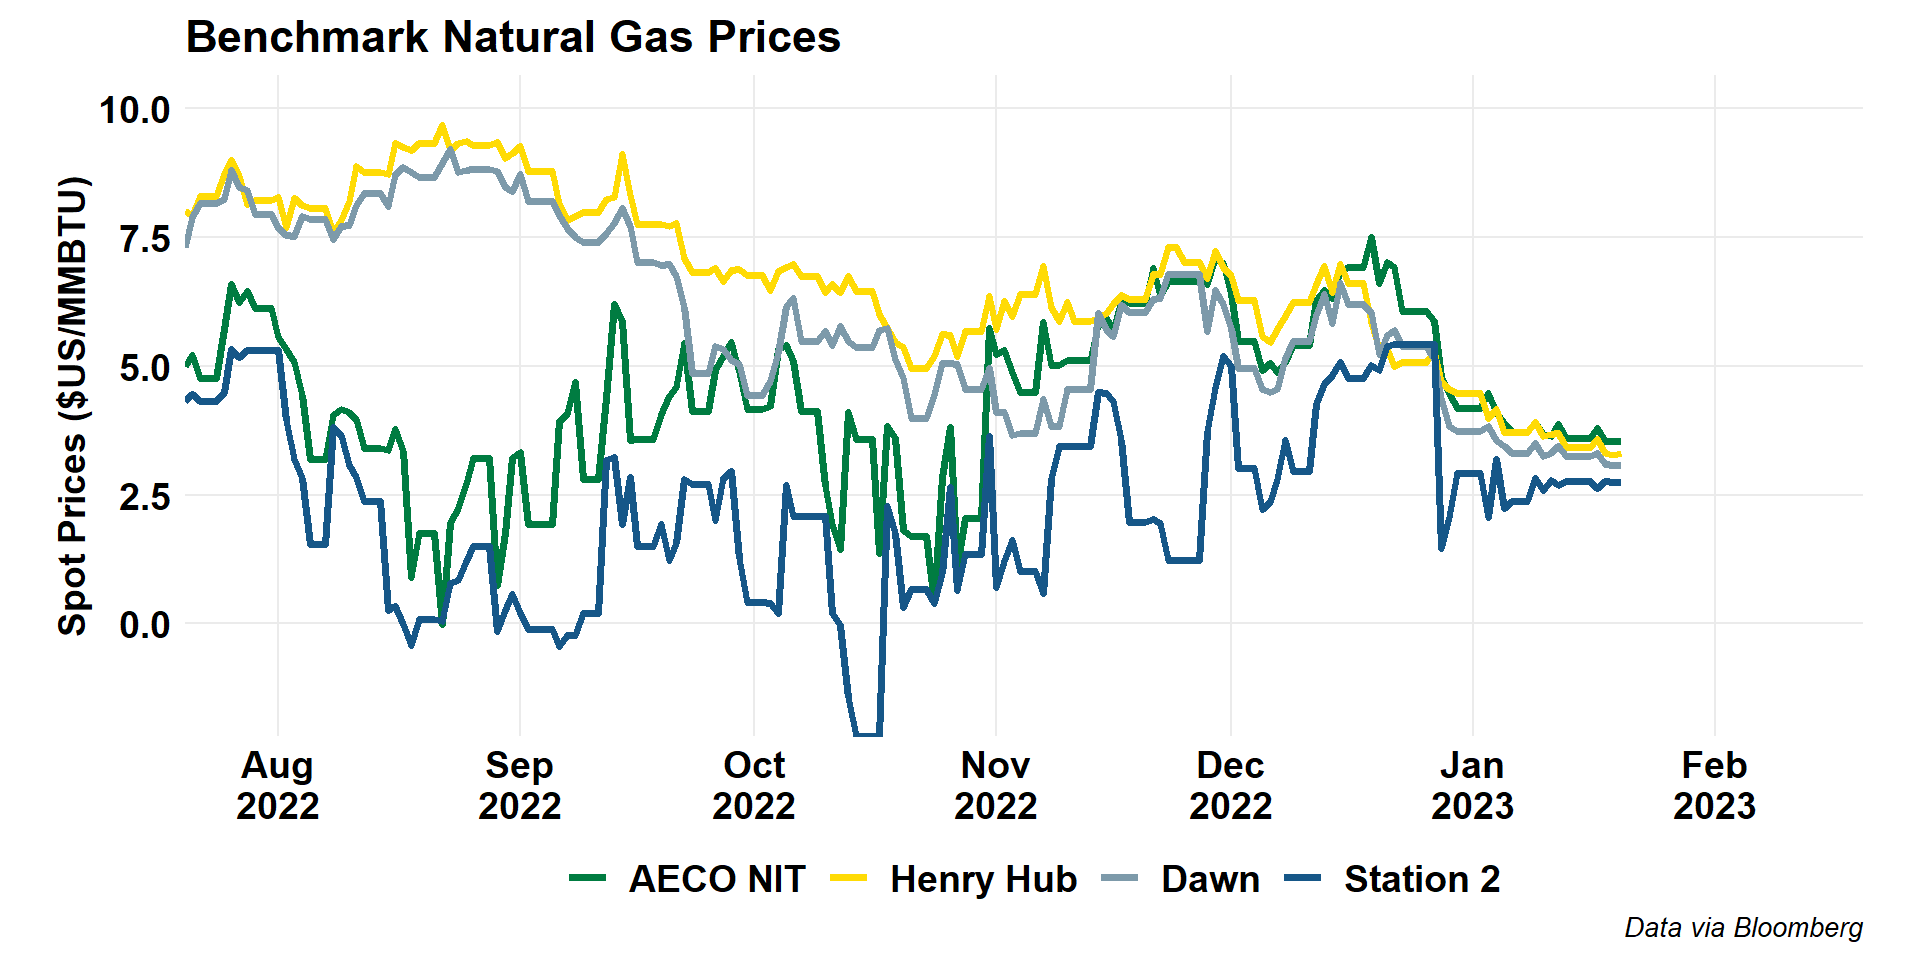 Benchmark Natural Gas Prices
Spot Prices ($US/MMBTU)
10.0
7.5
5.0
2.5
0.0
Aug 2022
Sep 2022
Oct 2022
Nov 2022
Dec 2022
Jan 2023
Feb 2023
AECO NIT Henry Hub Dawn Station 2
Data via Bloomberg